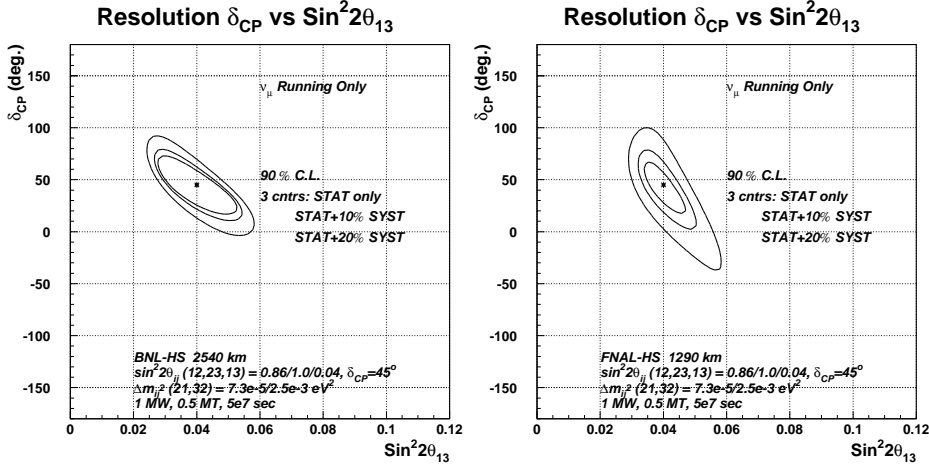 Resolution δCP vs Sin²2θ13
δCP (deg.)
150
100
50
0
-50
-100
-150
νμ Running Only
90 % C.L.
3 cntrs: STAT only
STAT+10% SYST
STAT+20% SYST
BNL-HS 2540 km
sin²2θij (12,23,13) = 0.86/1.0/0.04, δCP=45°
Δmij² (21,32) = 7.3e-5/2.5e-3 eV²
1 MW, 0.5 MT, 5e7 sec
0 0.02 0.04 0.06 0.08 0.1 0.12
Sin²2θ13
Resolution δCP vs Sin²2θ13
δCP (deg.)
150
100
50
0
-50
-100
-150
νμ Running Only
90 % C.L.
3 cntrs: STAT only
STAT+10% SYST
STAT+20% SYST
FNAL-HS 1290 km
sin²2θij (12,23,13) = 0.86/1.0/0.04, δCP=45°
Δmij² (21,32) = 7.3e-5/2.5e-3 eV²
1 MW, 0.5 MT, 5e7 sec
0 0.02 0.04 0.06 0.08 0.1 0.12
Sin²2θ13